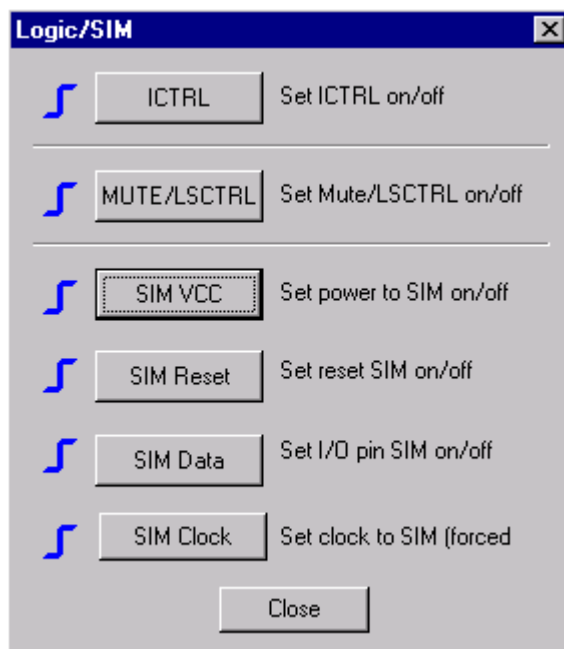 Logic/SIM
ICTRL Set ICTRL on/off
MUTE/LSCTRL Set Mute/LSCTRL on/off
SIM VCC Set power to SIM on/off
SIM Reset Set reset SIM on/off
SIM Data Set I/O pin SIM on/off
SIM Clock Set clock to SIM (forced
Close